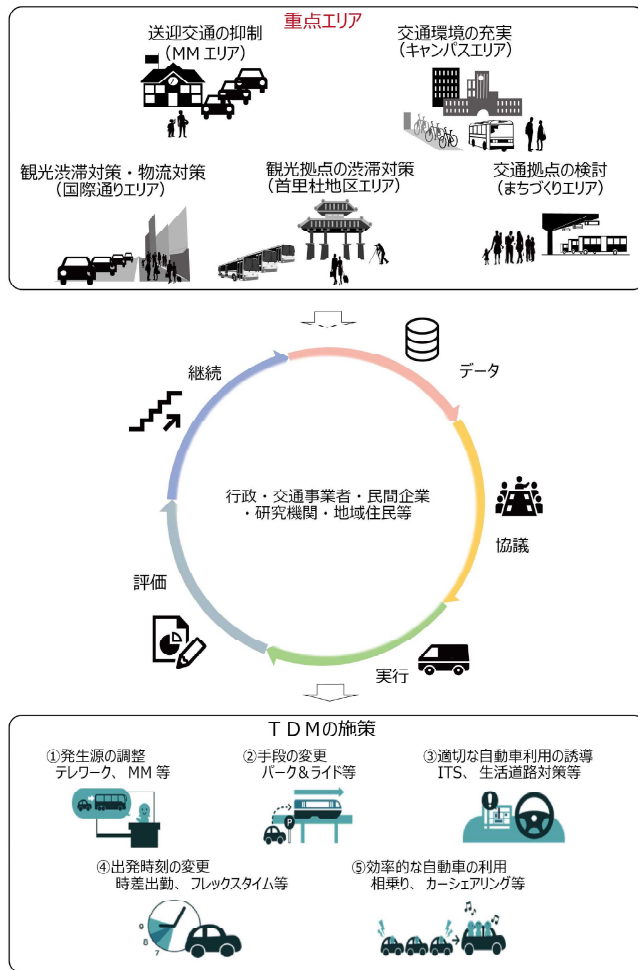 重点エリア
送迎交通の抑制
(MMエリア)
交通環境の充実
(キャンパスエリア)
観光渋滞対策・物流対策
(国際通りエリア)
観光拠点の渋滞対策
(首里杜地区エリア)
交通拠点の検討
(まちづくりエリア)
データ
継続
行政・交通事業者・民間企業
・研究機関・地域住民等
協議
評価
実行
TDMの施策
①発生源の調整
テレワーク、MM等
②手段の変更
パーク&ライド等
③適切な自動車利用の誘導
ITS、生活道路対策等
P
④出発時刻の変更
時差出勤、フレックスタイム等
⑤効率的な自動車の利用
相乗り、カーシェアリング等
9
8
7